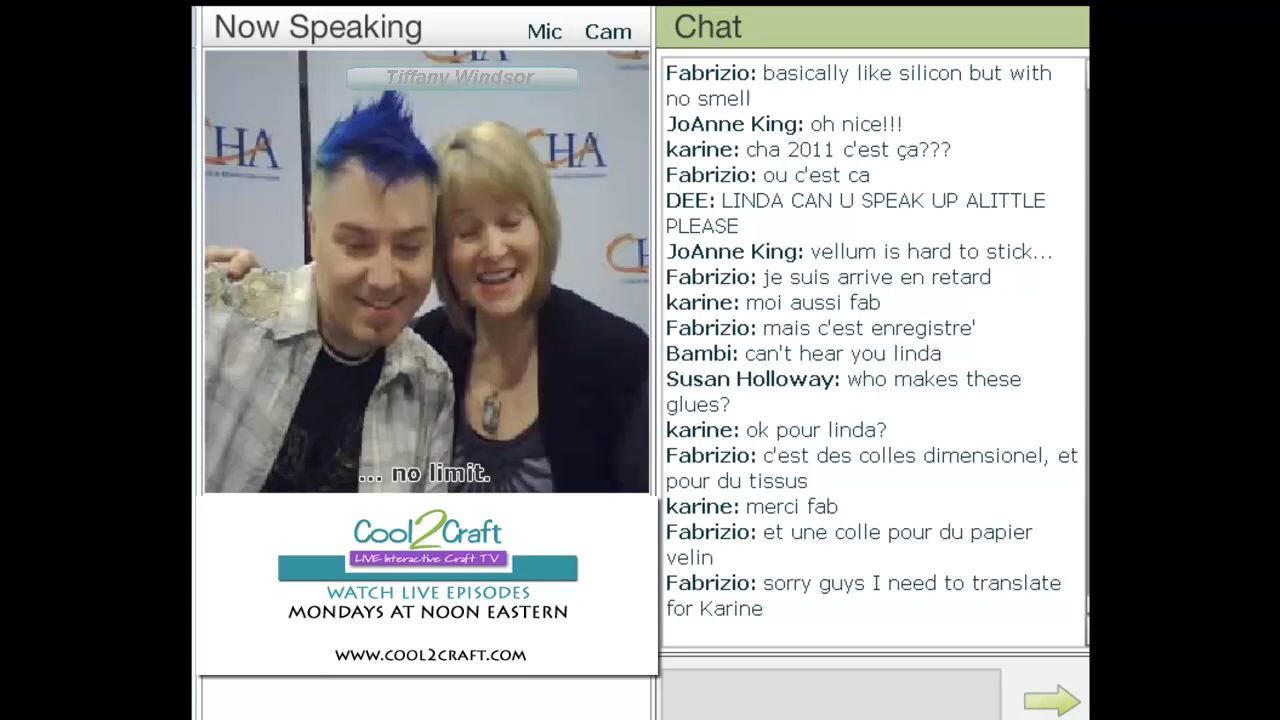 Now Speaking
Mic Cam
Tiffany Windsor
CHA
CHA
CHA
CH
... no limit.
Cool2Craft
LIVE Interactive Craft TV
WATCH LIVE EPISODES
MONDAYS AT NOON EASTERN
WWW.COOL2CRAFT.COM
Chat
Fabrizio: basically like silicon but with
no smell
JoAnne King: oh nice!!!
karine: cha 2011 c'est ça???
Fabrizio: ou c'est ca
DEE: LINDA CAN U SPEAK UP ALITTLE
PLEASE
JoAnne King: vellum is hard to stick...
Fabrizio: je suis arrive en retard
karine: moi aussi fab
Fabrizio: mais c'est enregistre'
Bambi: can't hear you linda
Susan Holloway: who makes these
glues?
karine: ok pour linda?
Fabrizio: c'est des colles dimensionel, et
pour du tissus
karine: merci fab
Fabrizio: et une colle pour du papier
velin
Fabrizio: sorry guys I need to translate
for Karine